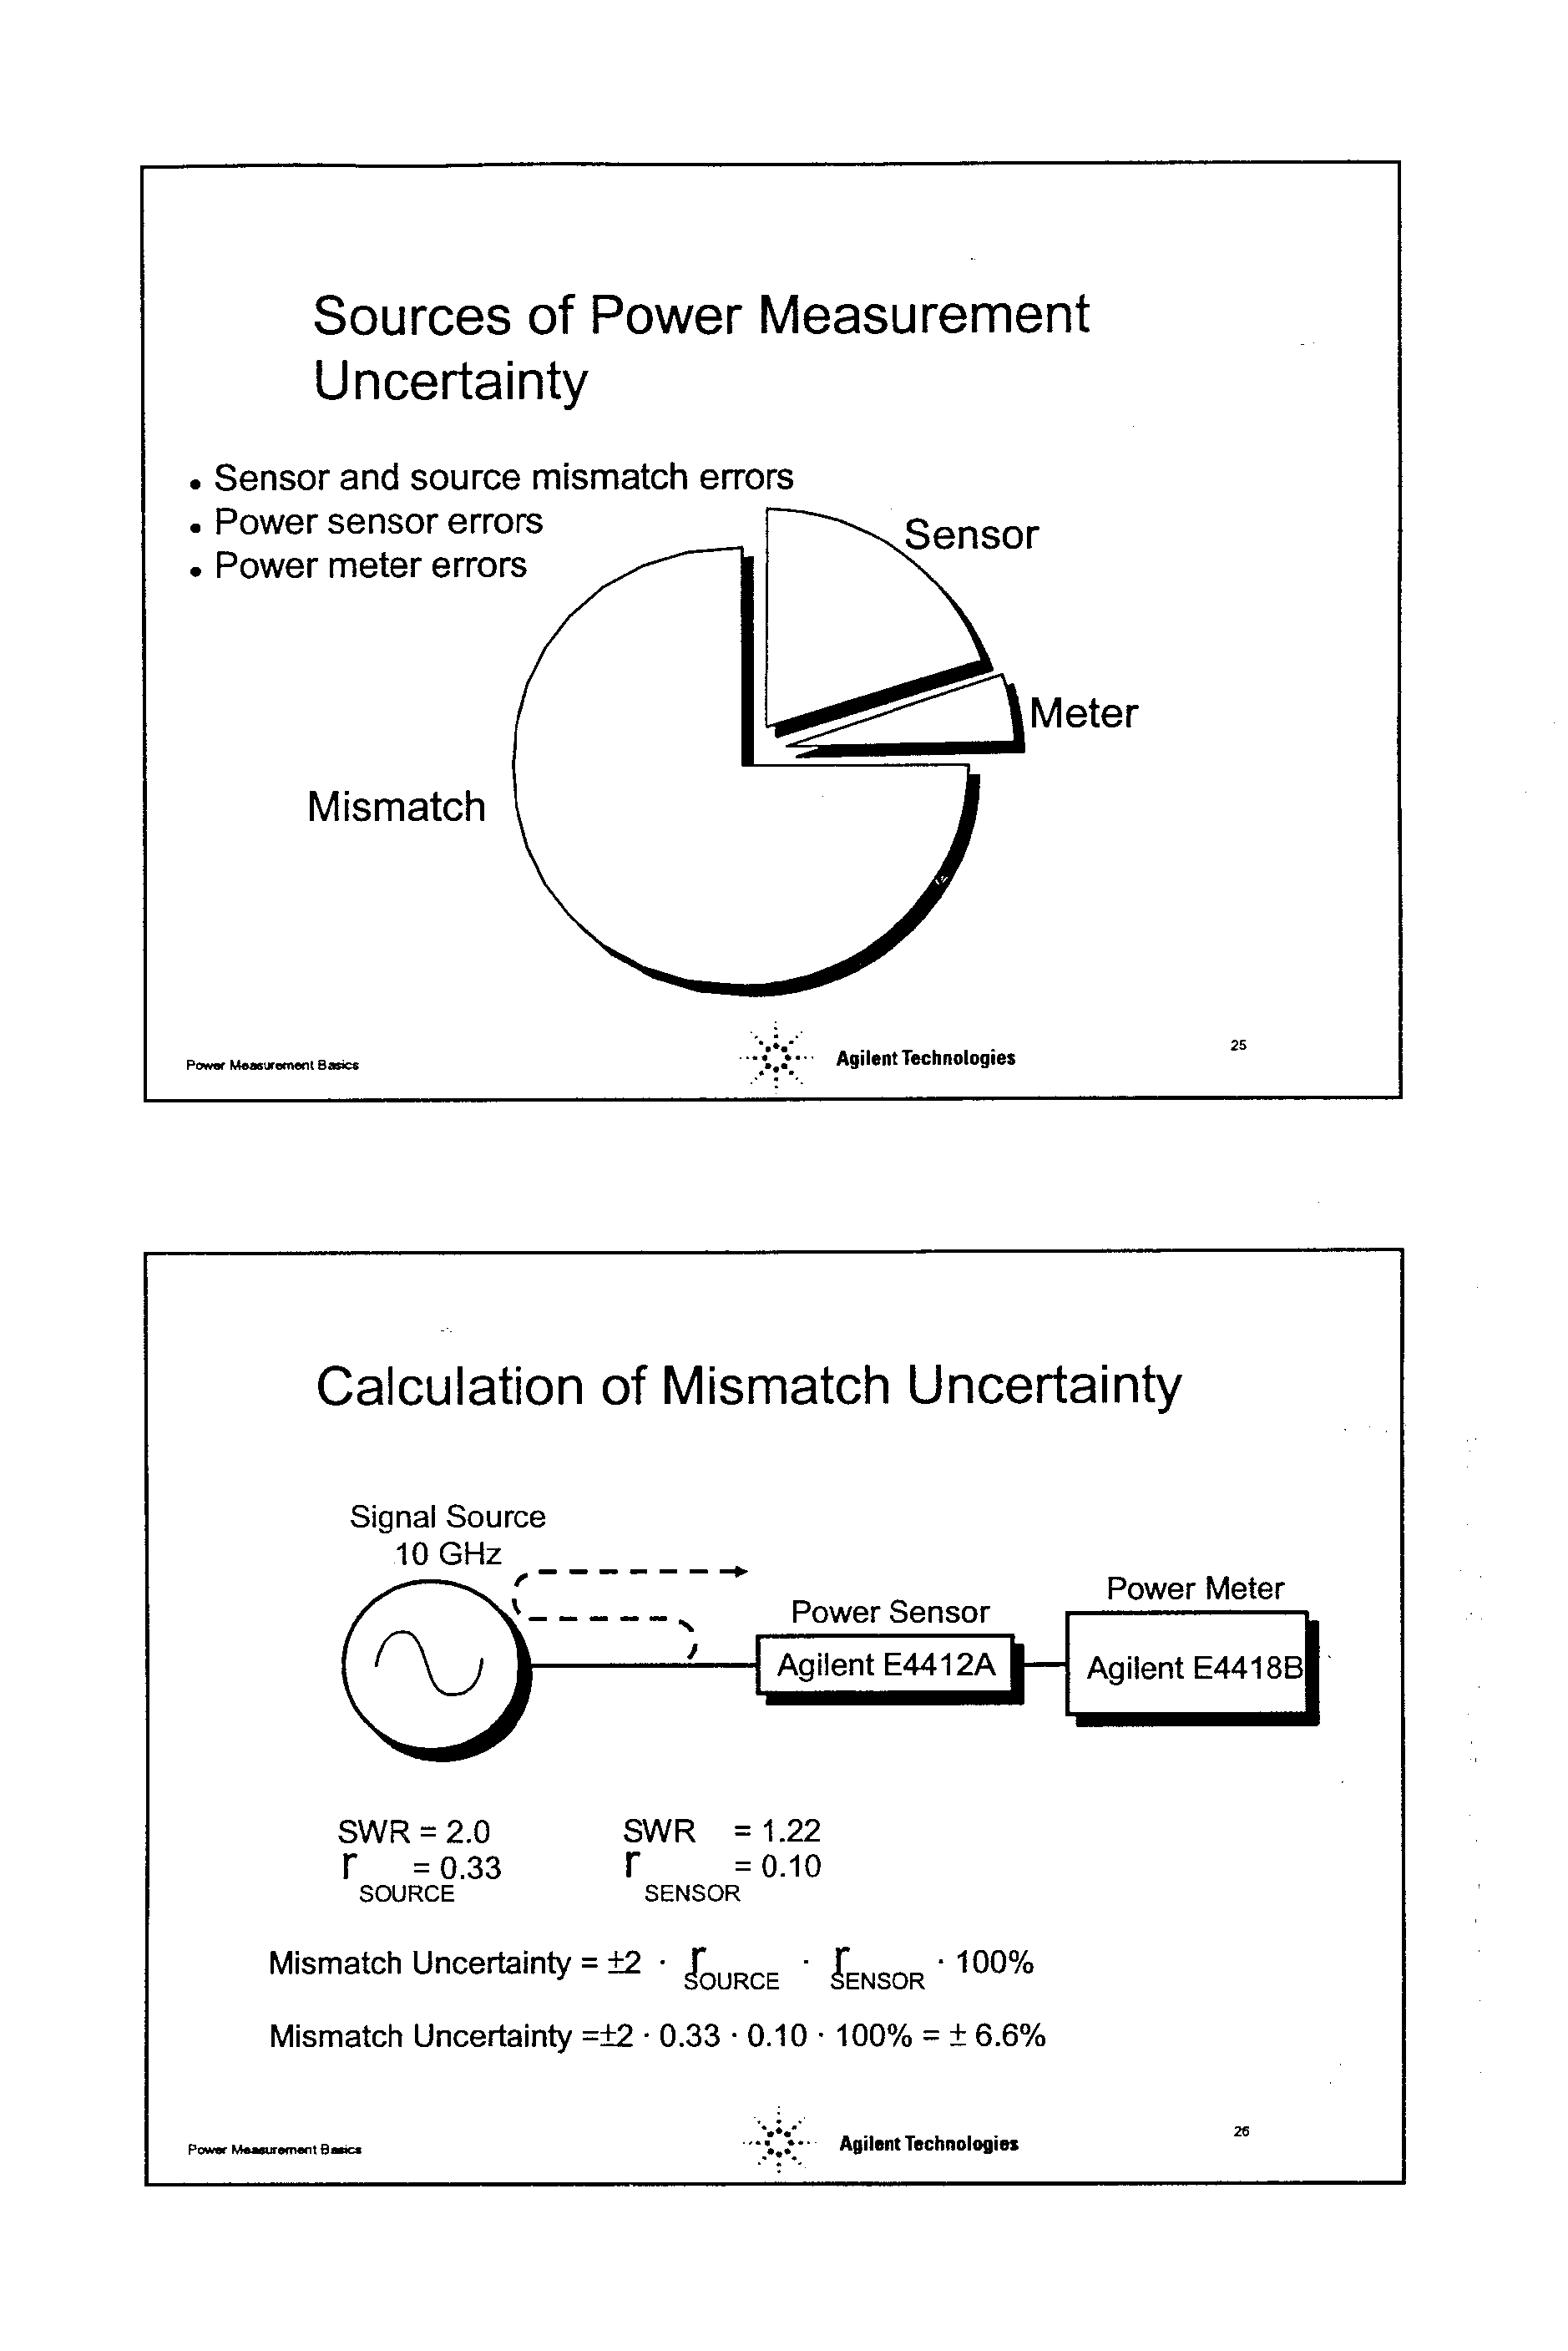 Sources of Power Measurement
Uncertainty
• Sensor and source mismatch errors
• Power sensor errors
• Power meter errors
Sensor
Meter
Mismatch
Power Measurement Basics
Agilent Technologies
25
Calculation of Mismatch Uncertainty
Signal Source
10 GHz
Power Sensor
Power Meter
Agilent E4412A
Agilent E4418B
SWR = 2.0
SWR = 1.22
r = 0.33
r = 0.10
SOURCE
SENSOR
Mismatch Uncertainty = ±2 · r SOURCE · r SENSOR · 100%
Mismatch Uncertainty =±2 · 0.33 · 0.10 · 100% = ± 6.6%
Power Measurement Basics
Agilent Technologies
26